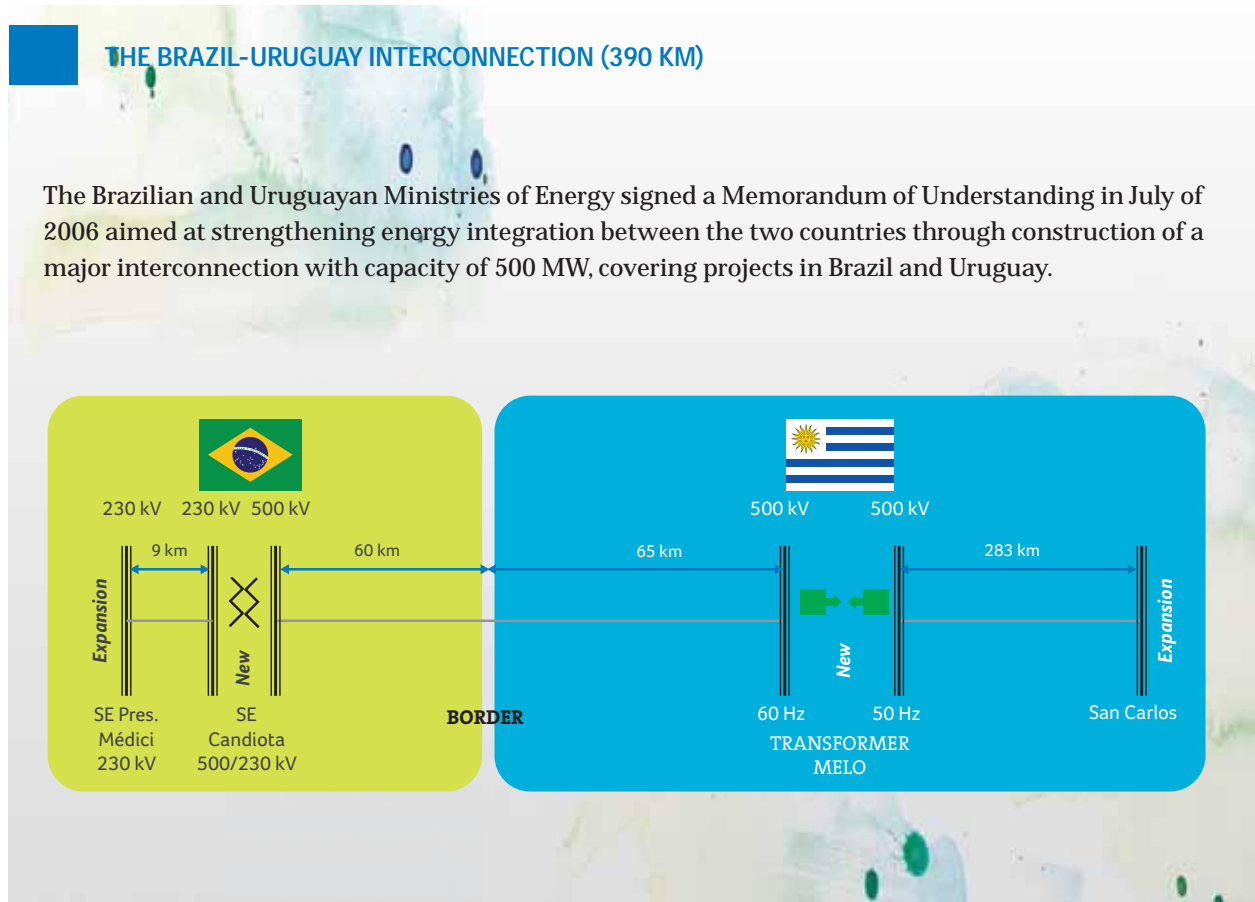 THE BRAZIL-URUGUAY INTERCONNECTION (390 KM)
The Brazilian and Uruguayan Ministries of Energy signed a Memorandum of Understanding in July of
2006 aimed at strengthening energy integration between the two countries through construction of a
major interconnection with capacity of 500 MW, covering projects in Brazil and Uruguay.
230 kV 230 kV 500 kV
500 kV 500 kV
9 km
60 km
65 km
283 km
Expansion
New
New
Expansion
SE Pres.
Médici
230 kV
SE
Candiota
500/230 kV
BORDER
60 Hz
50 Hz
TRANSFORMER
MELO
San Carlos